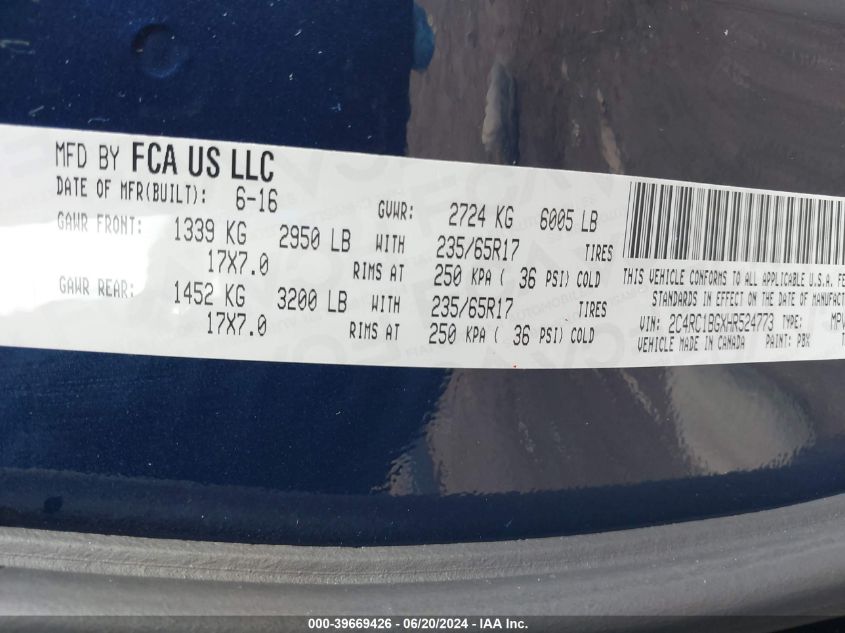 MFD BY FCA US LLC
DATE OF MFR(BUILT): 6-16 GVWR: 2724 KG 6005 LB
GAWR FRONT: 1339 KG 2950 LB WITH 235/65R17 TIRES
17X7.0 RIMS AT 250 KPA ( 36 PSI) COLD
GAWR REAR: 1452 KG 3200 LB WITH 235/65R17 TIRES
17X7.0 RIMS AT 250 KPA ( 36 PSI) COLD
THIS VEHICLE CONFORMS TO ALL APPLICABLE U.S.A. FE
STANDARDS IN EFFECT ON THE DATE OF MANUFACT
VIN: 2C4RC1BGXHR524773 TYPE: MPV
VEHICLE MADE IN CANADA PAINT: PBX T
000-39669426 - 06/20/2024 - IAA Inc.